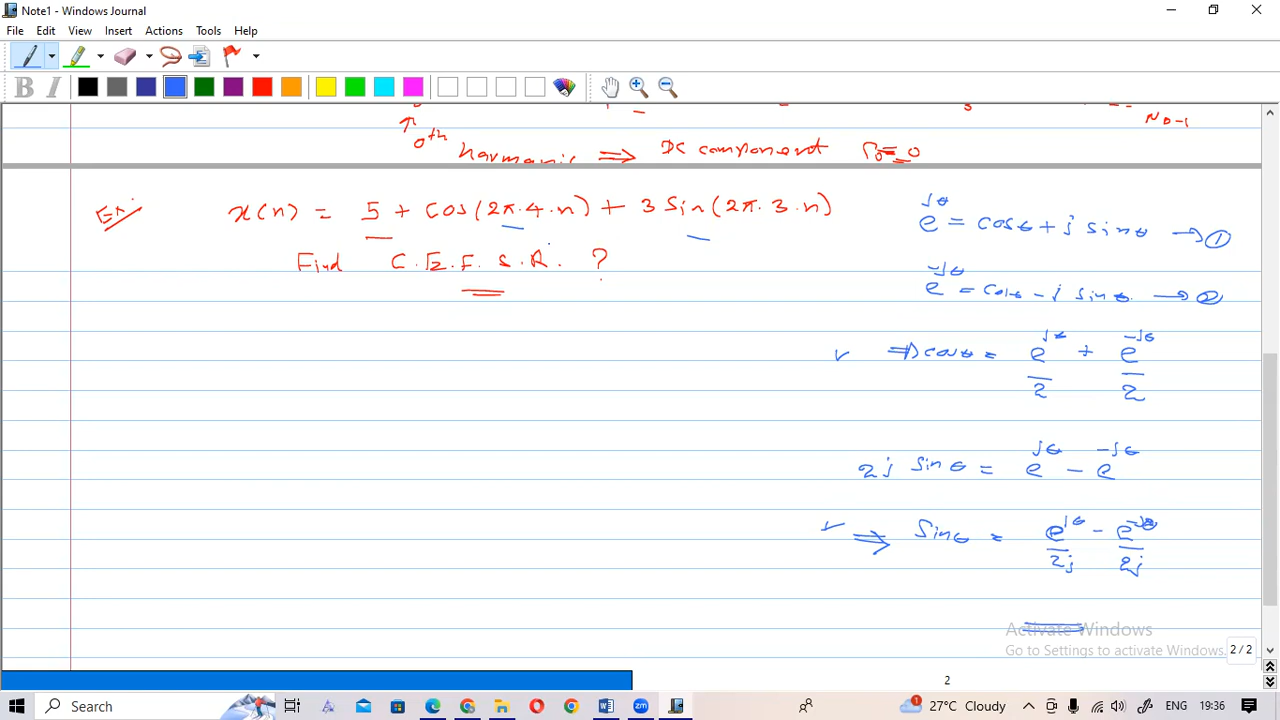 Note1 - Windows Journal
File Edit View Insert Actions Tools Help
B I
0th harmonic ⟹ DC component
N0-1
Ex:
x(n) = 5 + cos(2π.4.n) + 3 sin(2π.3.n)
Find C.E.F.S.R. ?
e^jθ = cosθ + j sinθ → ①
e^-jθ = cosθ - j sinθ → ②
⟹ cosθ = e^jθ/2 + e^-jθ/2
2j sinθ = e^jθ - e^-jθ
⟹ Sinθ = e^jθ/2j - e^-jθ/2j
Activate Windows
Go to Settings to activate Windows.
2 / 2
2
Search
27°C Cloudy
ENG
19:36